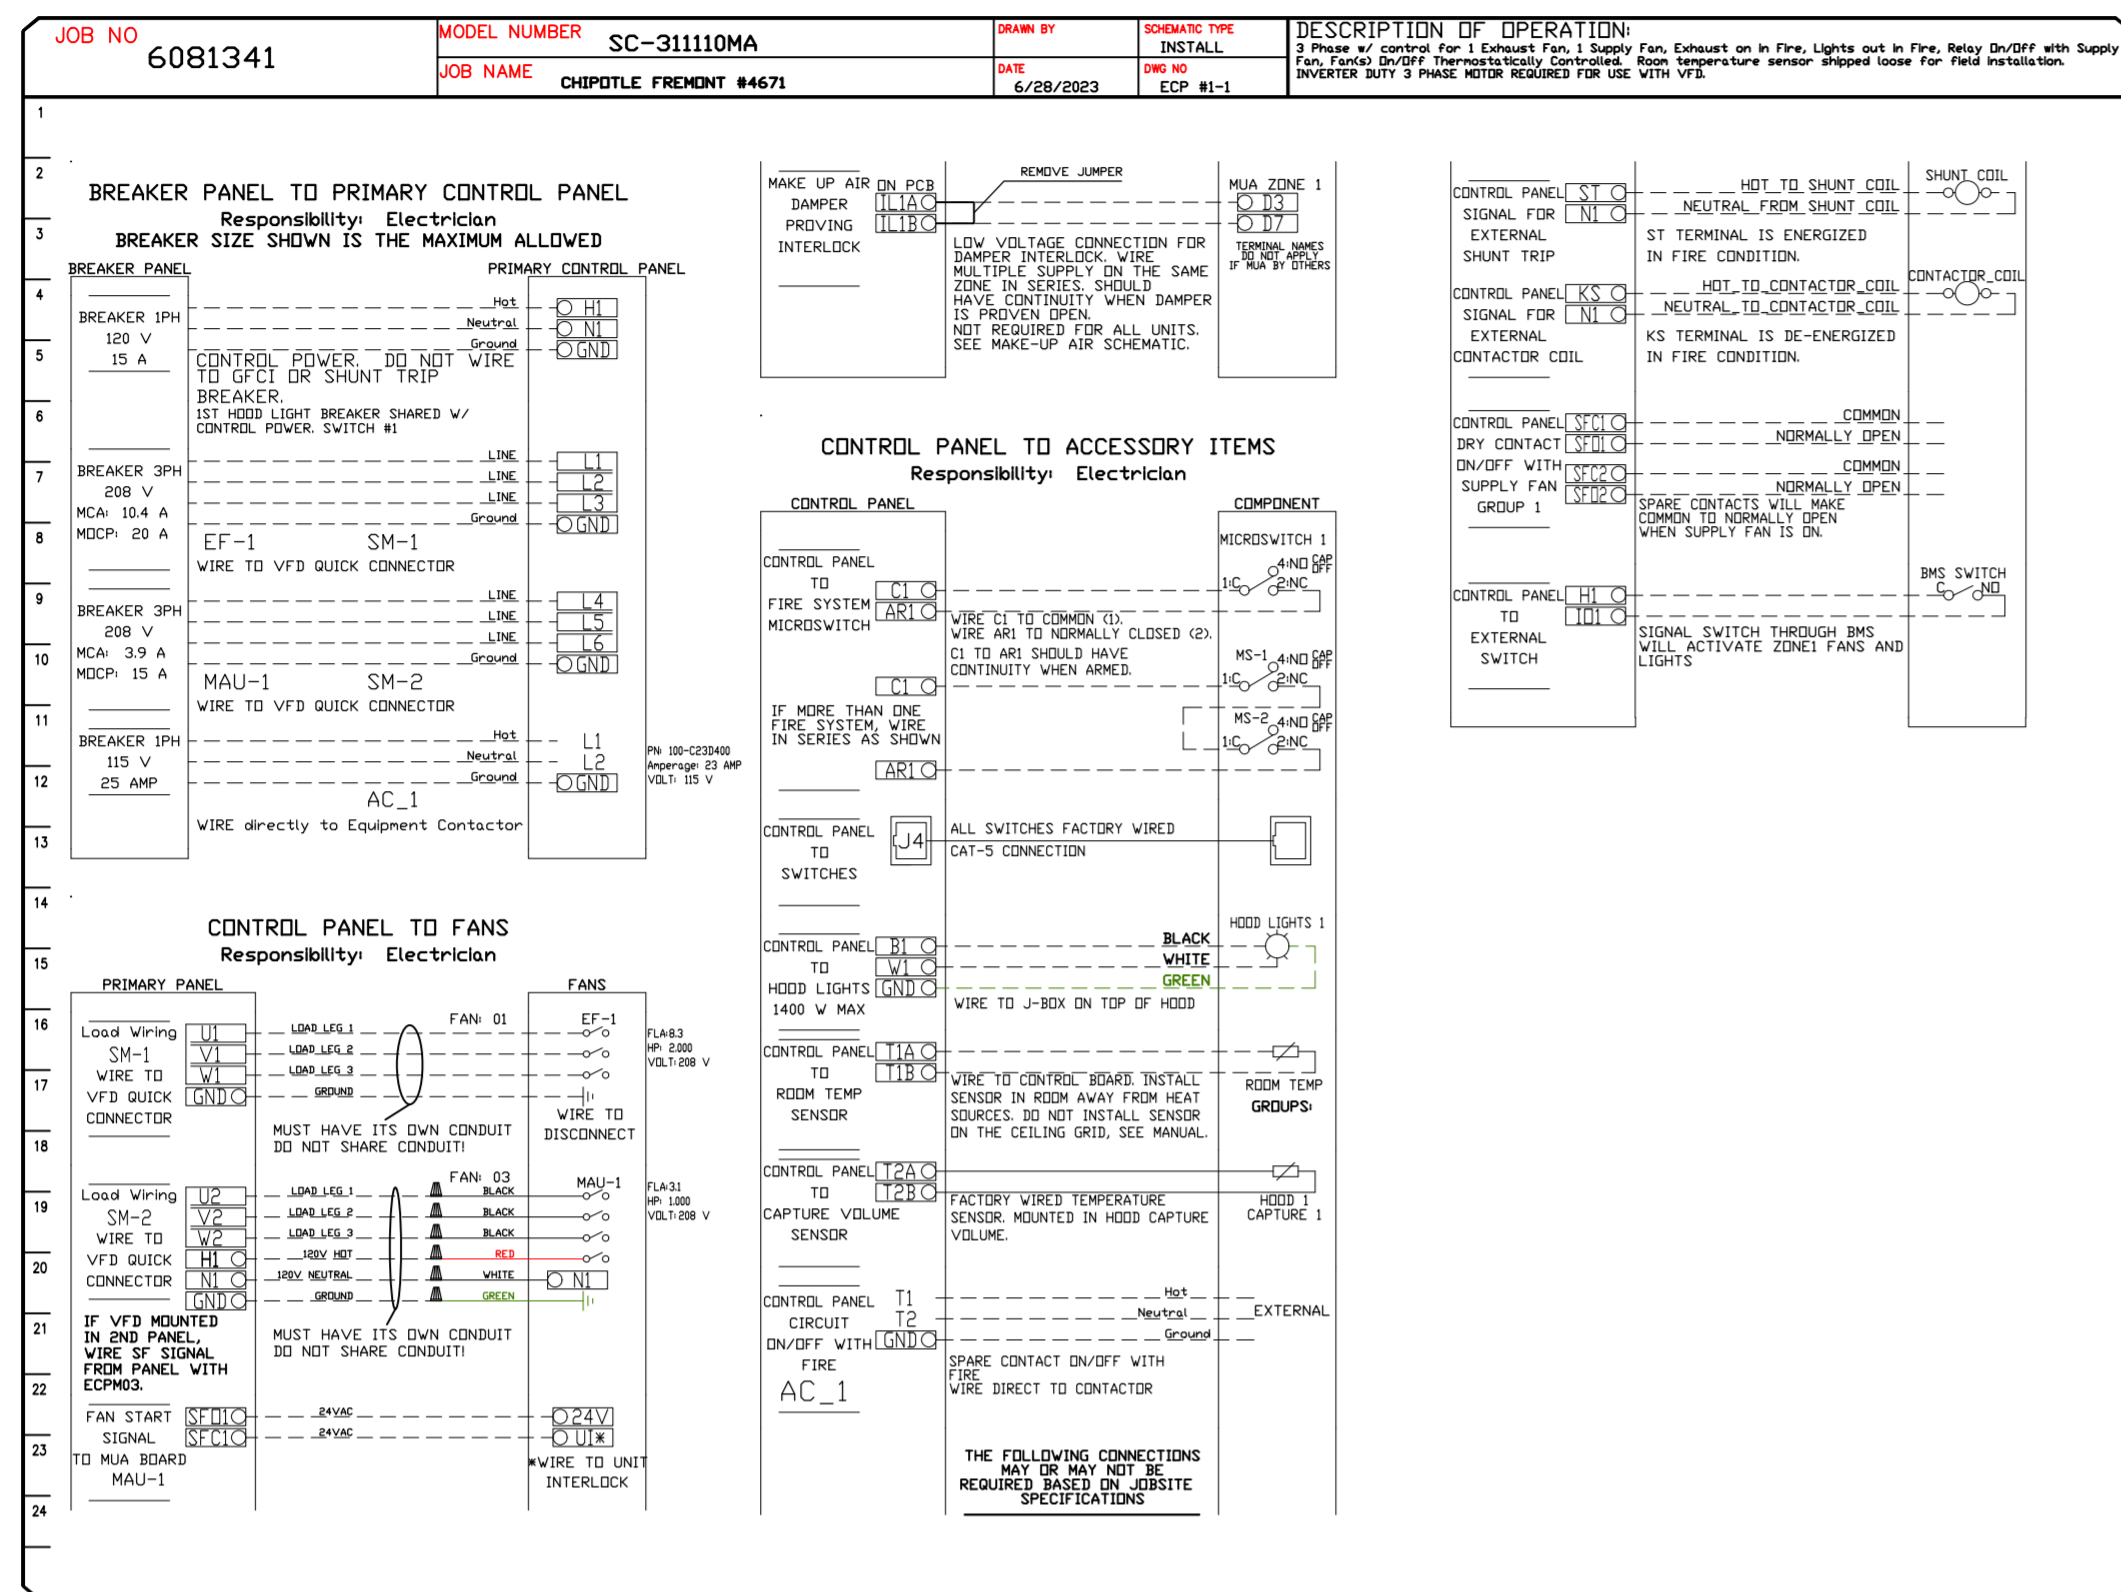 JOB NO
6081341
MODEL NUMBER
SC-311110MA
JOB NAME
CHIPOTLE FREMONT #4671
DRAWN BY
DATE
6/28/2023
SCHEMATIC TYPE
INSTALL
DWG NO
ECP #1-1
DESCRIPTION OF OPERATION:
3 Phase w/ control for 1 Exhaust Fan, 1 Supply Fan, Exhaust on in Fire, Lights out in Fire, Relay On/Off with Supply
Fan, Fan(s) On/Off Thermostatically Controlled. Room temperature sensor shipped loose for field installation.
INVERTER DUTY 3 PHASE MOTOR REQUIRED FOR USE WITH VFD.
1
2
3
4
5
6
7
8
9
10
11
12
13
14
15
16
17
18
19
20
21
22
23
24
BREAKER PANEL TO PRIMARY CONTROL PANEL
Responsibility: Electrician
BREAKER SIZE SHOWN IS THE MAXIMUM ALLOWED
BREAKER PANEL
PRIMARY CONTROL PANEL
BREAKER 1PH
120 V
15 A
Hot
H1
Neutral
N1
Ground
GND
CONTROL POWER. DO NOT WIRE
TO GFCI OR SHUNT TRIP
BREAKER.
1ST HOOD LIGHT BREAKER SHARED W/
CONTROL POWER. SWITCH #1
BREAKER 3PH
208 V
MCA: 10.4 A
MOCP: 20 A
LINE
L1
LINE
L2
LINE
L3
Ground
GND
EF-1 SM-1
WIRE TO VFD QUICK CONNECTOR
BREAKER 3PH
208 V
MCA: 3.9 A
MOCP: 15 A
LINE
L4
LINE
L5
LINE
L6
Ground
GND
MAU-1 SM-2
WIRE TO VFD QUICK CONNECTOR
BREAKER 1PH
115 V
25 AMP
Hot
L1
Neutral
L2
Ground
GND
PN: 100-C23D400
Amperage: 23 AMP
VOLT: 115 V
AC_1
WIRE directly to Equipment Contactor
CONTROL PANEL TO FANS
Responsibility: Electrician
PRIMARY PANEL
FANS
Load Wiring
SM-1
WIRE TO
VFD QUICK
CONNECTOR
U1
V1
W1
GND
LOAD LEG 1
LOAD LEG 2
LOAD LEG 3
GROUND
FAN: 01
EF-1
FLA:8.3
HP: 2.000
VOLT:208 V
WIRE TO
DISCONNECT
MUST HAVE ITS OWN CONDUIT
DO NOT SHARE CONDUIT!
Load Wiring
SM-2
WIRE TO
VFD QUICK
CONNECTOR
U2
V2
W2
H1
N1
GND
LOAD LEG 1
LOAD LEG 2
LOAD LEG 3
120V HOT
120V NEUTRAL
GROUND
FAN: 03
BLACK
BLACK
BLACK
RED
WHITE
GREEN
MAU-1
N1
FLA:3.1
HP: 1.000
VOLT:208 V
IF VFD MOUNTED
IN 2ND PANEL,
WIRE SF SIGNAL
FROM PANEL WITH
ECPM03.
MUST HAVE ITS OWN CONDUIT
DO NOT SHARE CONDUIT!
FAN START
SIGNAL
TO MUA BOARD
MAU-1
SFO1
SFC1
24VAC
24VAC
24V
UI*
*WIRE TO UNIT
INTERLOCK
MAKE UP AIR
DAMPER
PROVING
INTERLOCK
ON PCB
IL1A
IL1B
REMOVE JUMPER
MUA ZONE 1
D3
D7
TERMINAL NAMES
DO NOT APPLY
IF MUA BY OTHERS
LOW VOLTAGE CONNECTION FOR
DAMPER INTERLOCK. WIRE
MULTIPLE SUPPLY ON THE SAME
ZONE IN SERIES. SHOULD
HAVE CONTINUITY WHEN DAMPER
IS PROVEN OPEN.
NOT REQUIRED FOR ALL UNITS.
SEE MAKE-UP AIR SCHEMATIC.
CONTROL PANEL TO ACCESSORY ITEMS
Responsibility: Electrician
CONTROL PANEL
COMPONENT
CONTROL PANEL
TO
FIRE SYSTEM
MICROSWITCH
C1
AR1
MICROSWITCH 1
4:NO CAP OFF
1:C 2:NC
WIRE C1 TO COMMON (1).
WIRE AR1 TO NORMALLY CLOSED (2).
C1 TO AR1 SHOULD HAVE
CONTINUITY WHEN ARMED.
C1
MS-1 4:NO CAP OFF
1:C 2:NC
IF MORE THAN ONE
FIRE SYSTEM, WIRE
IN SERIES AS SHOWN
MS-2 4:NO CAP OFF
1:C 2:NC
AR1
CONTROL PANEL
TO
SWITCHES
J4
ALL SWITCHES FACTORY WIRED
CAT-5 CONNECTION
CONTROL PANEL
TO
HOOD LIGHTS
1400 W MAX
B1
W1
GND
BLACK
WHITE
GREEN
HOOD LIGHTS 1
WIRE TO J-BOX ON TOP OF HOOD
CONTROL PANEL
TO
ROOM TEMP
SENSOR
T1A
T1B
WIRE TO CONTROL BOARD. INSTALL
SENSOR IN ROOM AWAY FROM HEAT
SOURCES. DO NOT INSTALL SENSOR
ON THE CEILING GRID, SEE MANUAL.
ROOM TEMP
GROUPS:
CONTROL PANEL
TO
CAPTURE VOLUME
SENSOR
T2A
T2B
FACTORY WIRED TEMPERATURE
SENSOR. MOUNTED IN HOOD CAPTURE
VOLUME.
HOOD 1
CAPTURE 1
CONTROL PANEL
CIRCUIT
ON/OFF WITH
FIRE
AC_1
T1
T2
GND
Hot
Neutral
Ground
EXTERNAL
SPARE CONTACT ON/OFF WITH
FIRE
WIRE DIRECT TO CONTACTOR
THE FOLLOWING CONNECTIONS
MAY OR MAY NOT BE
REQUIRED BASED ON JOBSITE
SPECIFICATIONS
CONTROL PANEL
SIGNAL FOR
EXTERNAL
SHUNT TRIP
ST
N1
HOT TO SHUNT COIL
NEUTRAL FROM SHUNT COIL
SHUNT COIL
ST TERMINAL IS ENERGIZED
IN FIRE CONDITION.
CONTROL PANEL
SIGNAL FOR
EXTERNAL
CONTACTOR COIL
KS
N1
HOT TO CONTACTOR COIL
NEUTRAL TO CONTACTOR COIL
CONTACTOR COIL
KS TERMINAL IS DE-ENERGIZED
IN FIRE CONDITION.
CONTROL PANEL
DRY CONTACT
ON/OFF WITH
SUPPLY FAN
GROUP 1
SFC1
SFO1
SFC2
SFO2
COMMON
NORMALLY OPEN
COMMON
NORMALLY OPEN
SPARE CONTACTS WILL MAKE
COMMON TO NORMALLY OPEN
WHEN SUPPLY FAN IS ON.
CONTROL PANEL
TO
EXTERNAL
SWITCH
H1
IO1
BMS SWITCH
C NO
SIGNAL SWITCH THROUGH BMS
WILL ACTIVATE ZONE1 FANS AND
LIGHTS